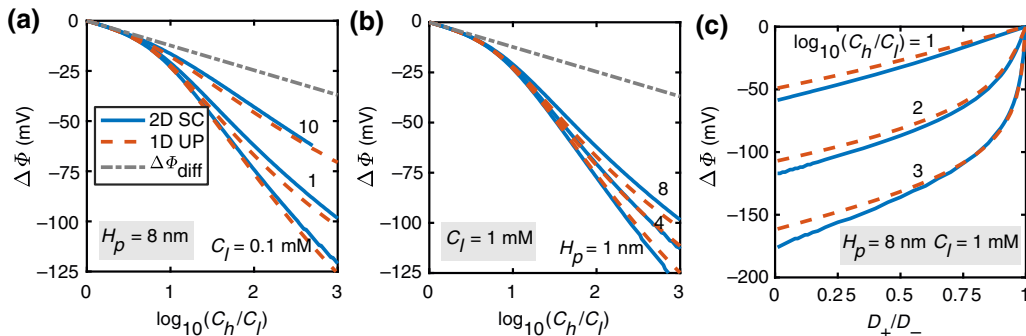 (a)
0
−25
−50
−75
−100
−125
ΔΦ (mV)
2D SC
1D UP
ΔΦdiff
10
1
Hp = 8 nm
Cl = 0.1 mM
0
1
2
3
log10(Ch/Cl)
(b)
0
−25
−50
−75
−100
−125
ΔΦ (mV)
8
4
Cl = 1 mM
Hp = 1 nm
0
1
2
3
log10(Ch/Cl)
(c)
0
−50
−100
−150
−200
ΔΦ (mV)
log10(Ch/Cl) = 1
2
3
Hp = 8 nm Cl = 1 mM
0
0.25
0.5
0.75
1
D+/D−